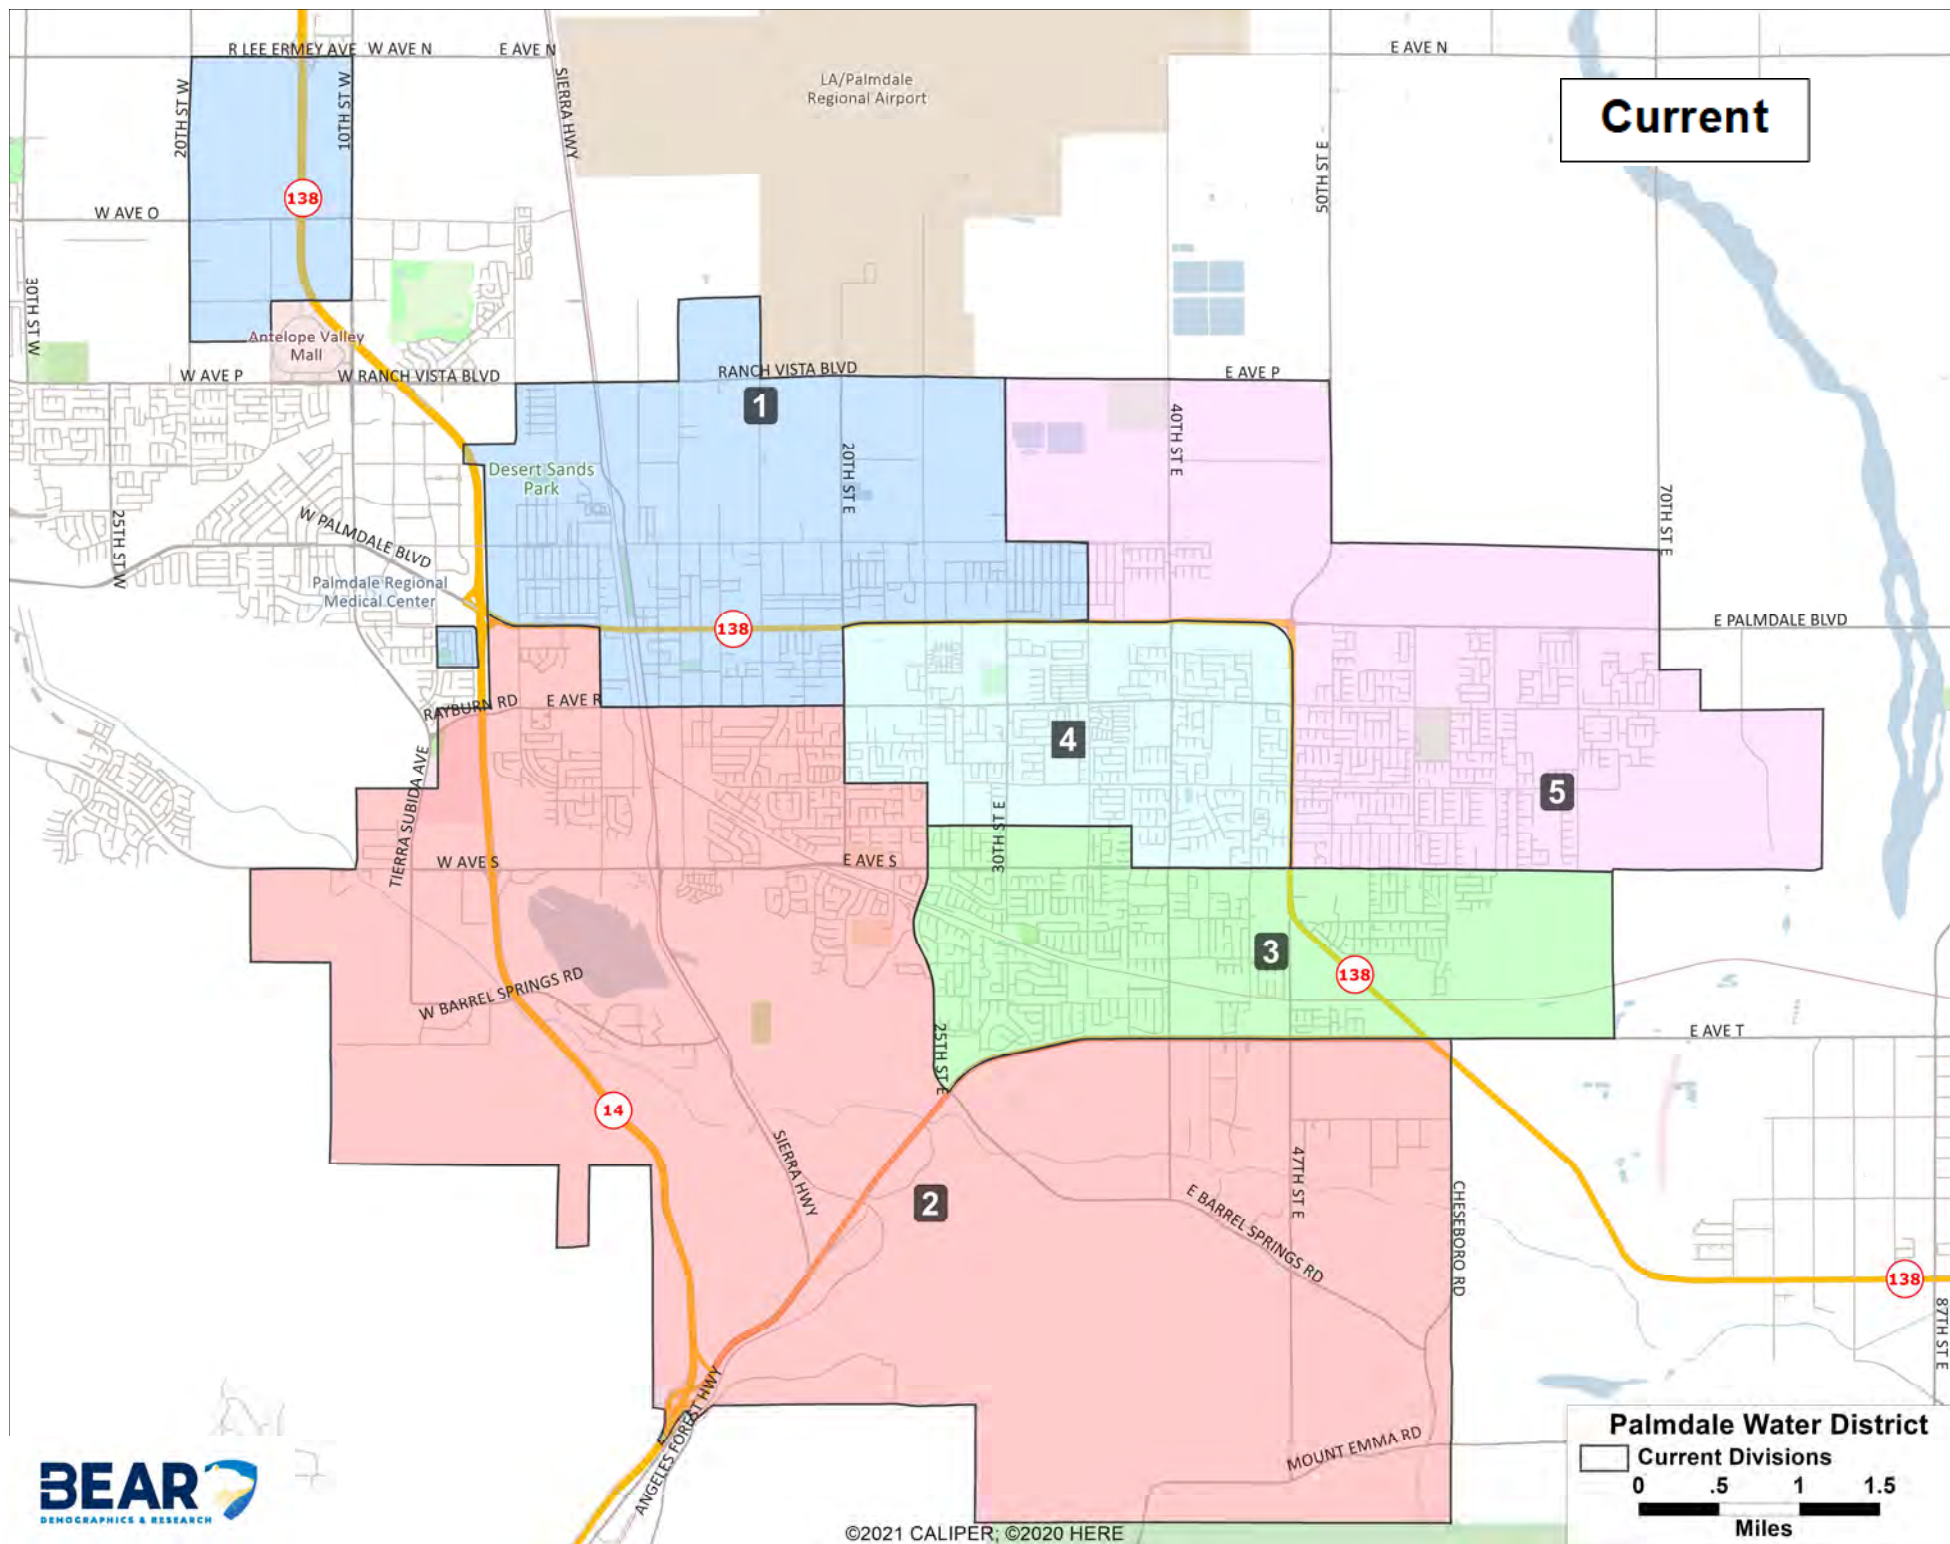 R LEE ERMEY AVE
W AVE N
E AVE N
E AVE N
LA/Palmdale
Regional Airport
Current
SIERRA HWY
20TH ST W
10TH ST W
50TH ST E
138
W AVE O
30TH ST W
Antelope Valley
Mall
W AVE P
W RANCH VISTA BLVD
RANCH VISTA BLVD
E AVE P
1
40TH ST E
20TH ST E
Desert Sands
Park
70TH ST E
25TH ST W
W PALMDALE BLVD
Palmdale Regional
Medical Center
138
E PALMDALE BLVD
RAYBURN RD
E AVE R
4
5
TIERRA SUBIDA AVE
30TH ST E
W AVE S
E AVE S
3
138
W BARREL SPRINGS RD
25TH ST E
E AVE T
14
SIERRA HWY
2
47TH ST E
E BARREL SPRINGS RD
CHESEBORO RD
138
87TH ST E
ANGELES FOREST HWY
MOUNT EMMA RD
Palmdale Water District
Current Divisions
0 .5 1 1.5
Miles
BEAR
DEMOGRAPHICS & RESEARCH
©2021 CALIPER; ©2020 HERE